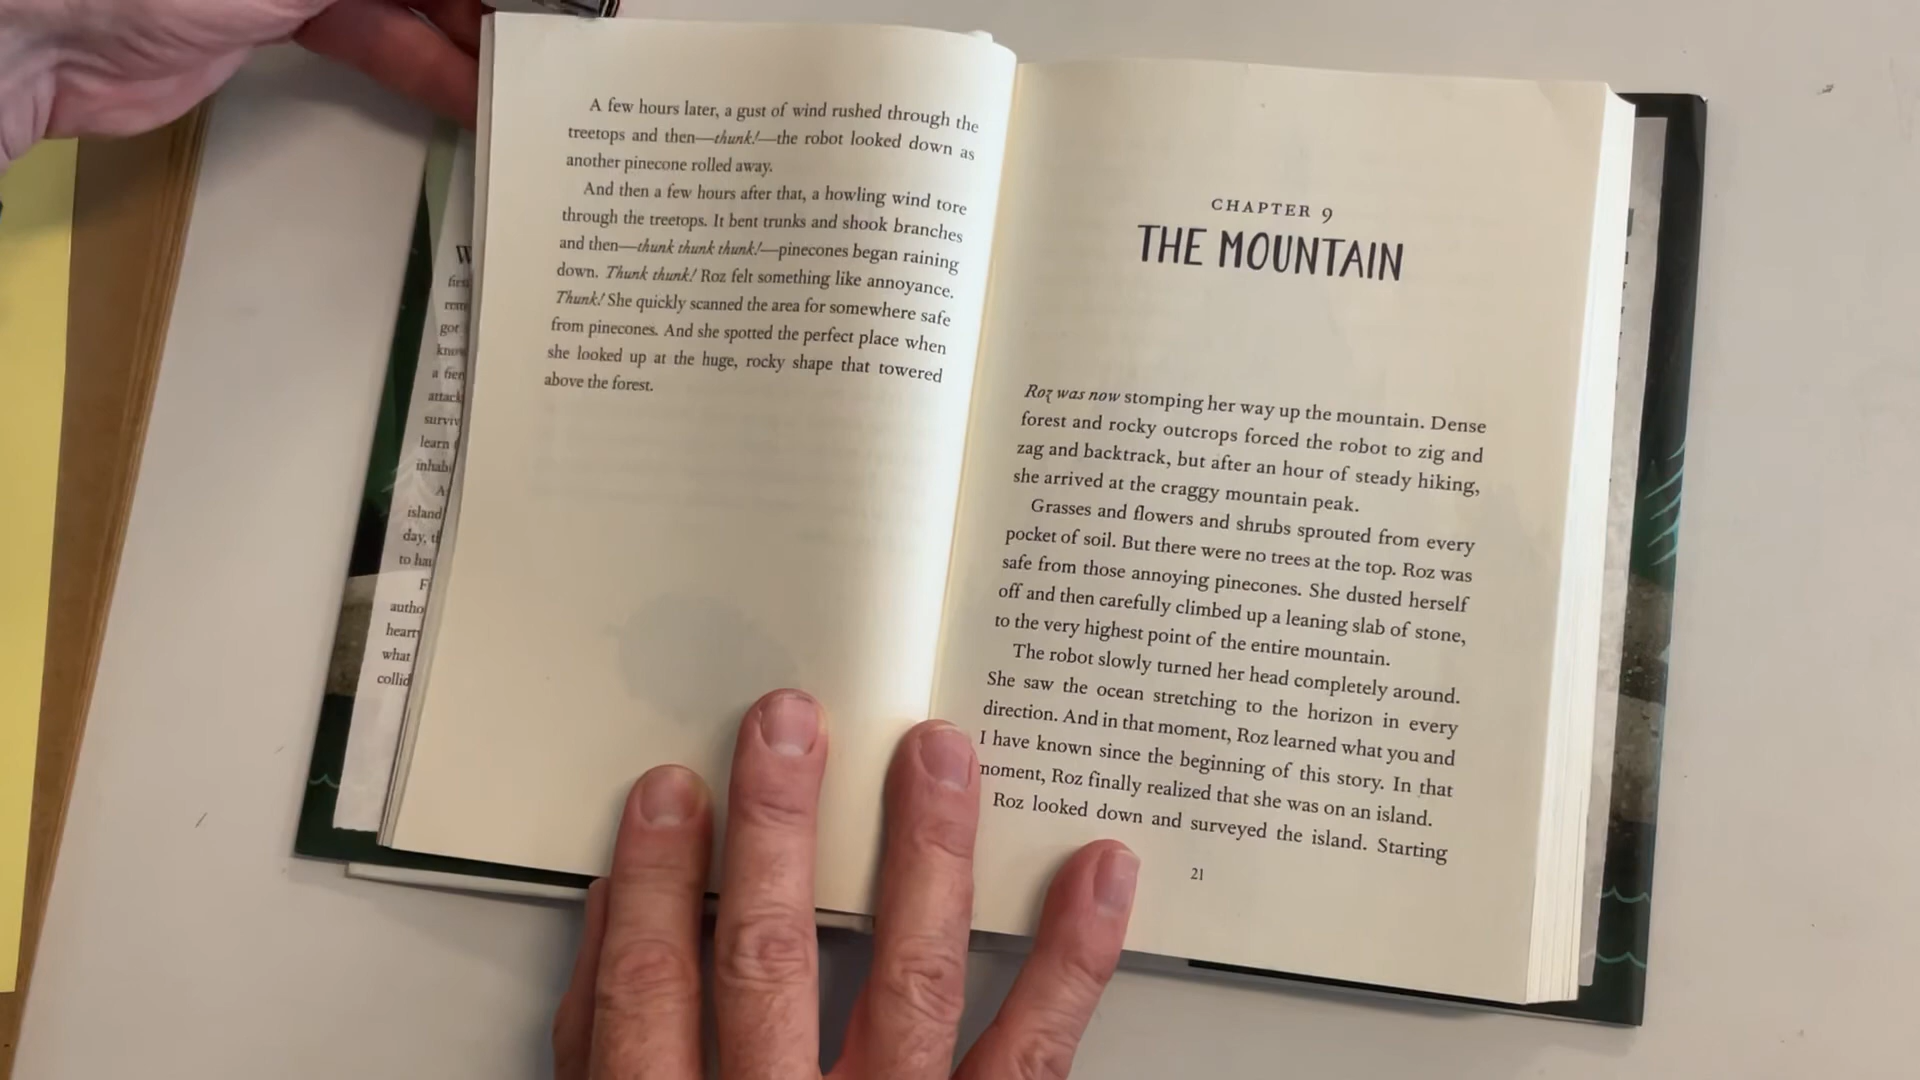 A few hours later, a gust of wind rushed through the
treetops and then—thunk!—the robot looked down as
another pinecone rolled away.
And then a few hours after that, a howling wind tore
through the treetops. It bent trunks and shook branches
and then—thunk thunk thunk!—pinecones began raining
down. Thunk thunk! Roz felt something like annoyance.
Thunk! She quickly scanned the area for somewhere safe
from pinecones. And she spotted the perfect place when
she looked up at the huge, rocky shape that towered
above the forest.
CHAPTER 9
THE MOUNTAIN
Roz was now stomping her way up the mountain. Dense
forest and rocky outcrops forced the robot to zig and
zag and backtrack, but after an hour of steady hiking,
she arrived at the craggy mountain peak.
Grasses and flowers and shrubs sprouted from every
pocket of soil. But there were no trees at the top. Roz was
safe from those annoying pinecones. She dusted herself
off and then carefully climbed up a leaning slab of stone,
to the very highest point of the entire mountain.
The robot slowly turned her head completely around.
She saw the ocean stretching to the horizon in every
direction. And in that moment, Roz learned what you and
I have known since the beginning of this story. In that
moment, Roz finally realized that she was on an island.
Roz looked down and surveyed the island. Starting
21
got
a
learn
island
day,
to
what